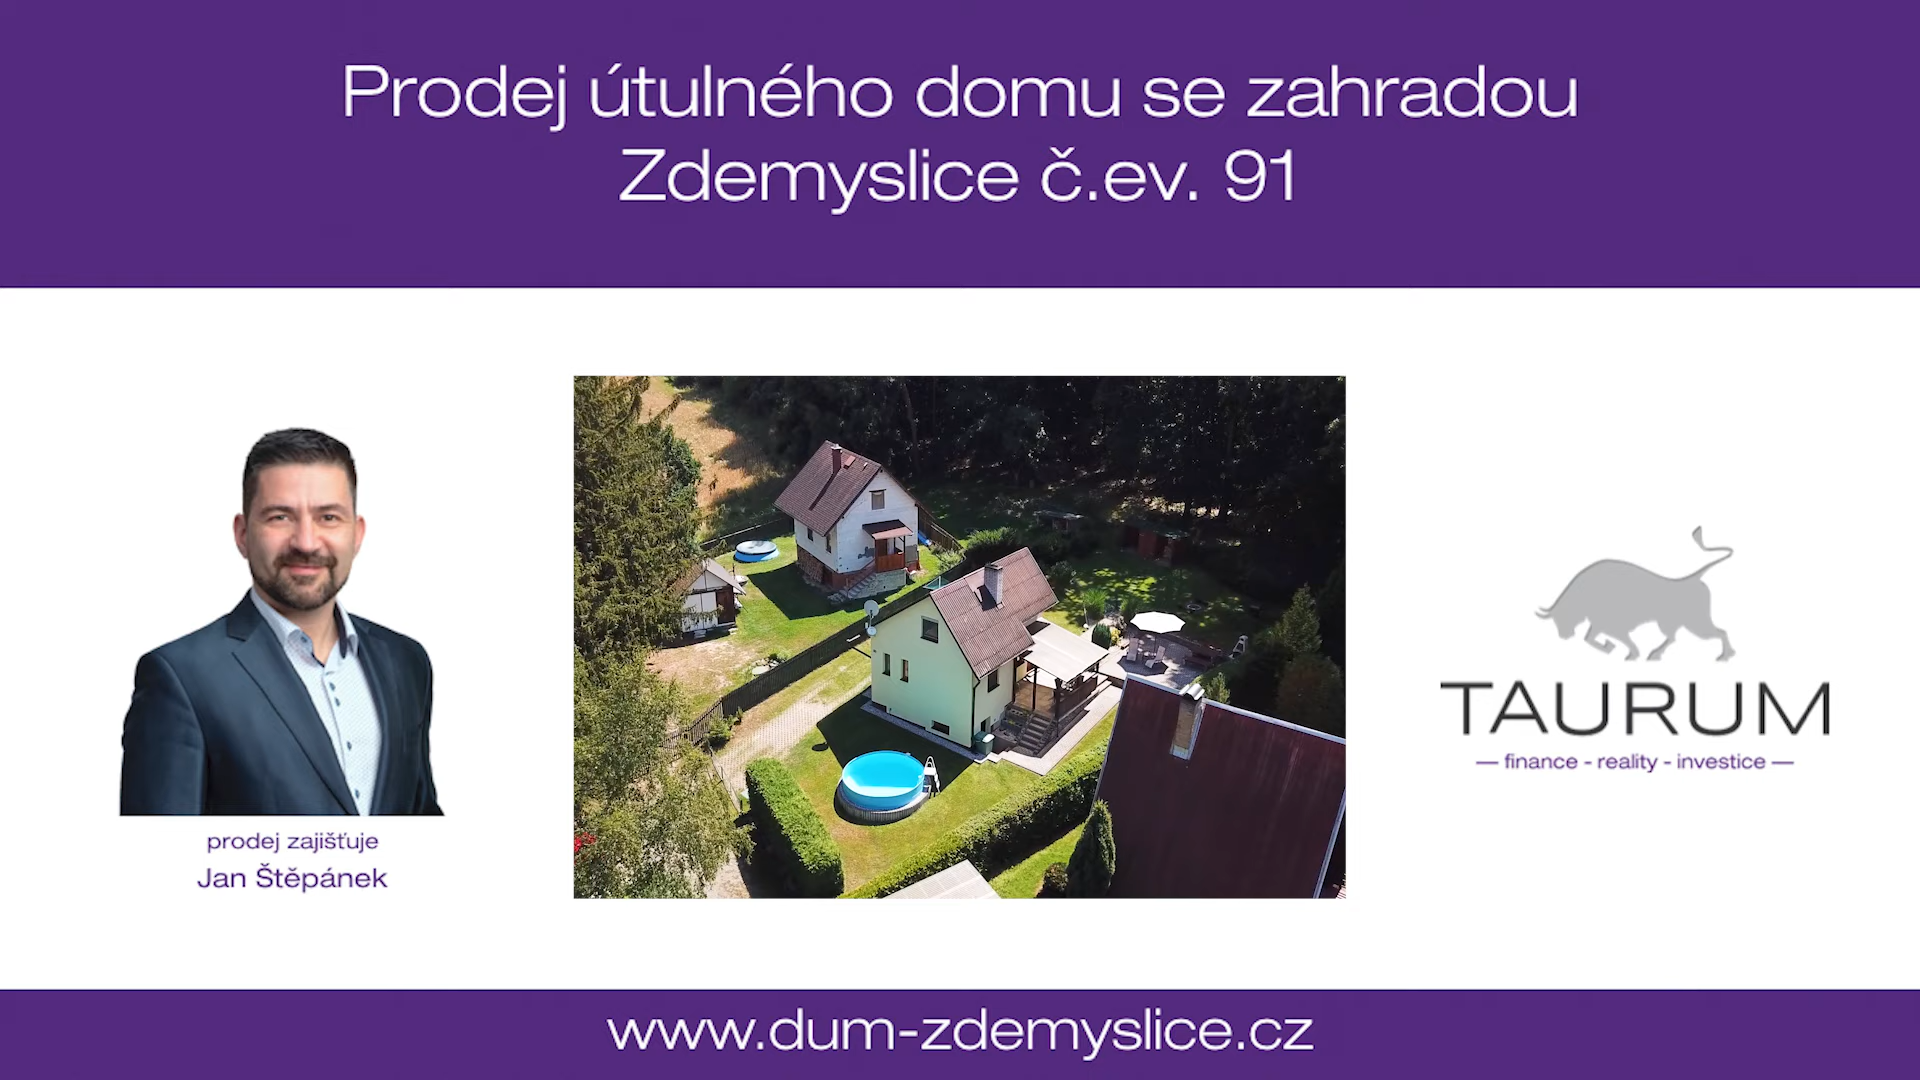 Prodej útulného domu se zahradou
Zdemyslice č.ev. 91
prodej zajišťuje
Jan Štěpánek
TAURUM
— finance - reality - investice —
www.dum-zdemyslice.cz